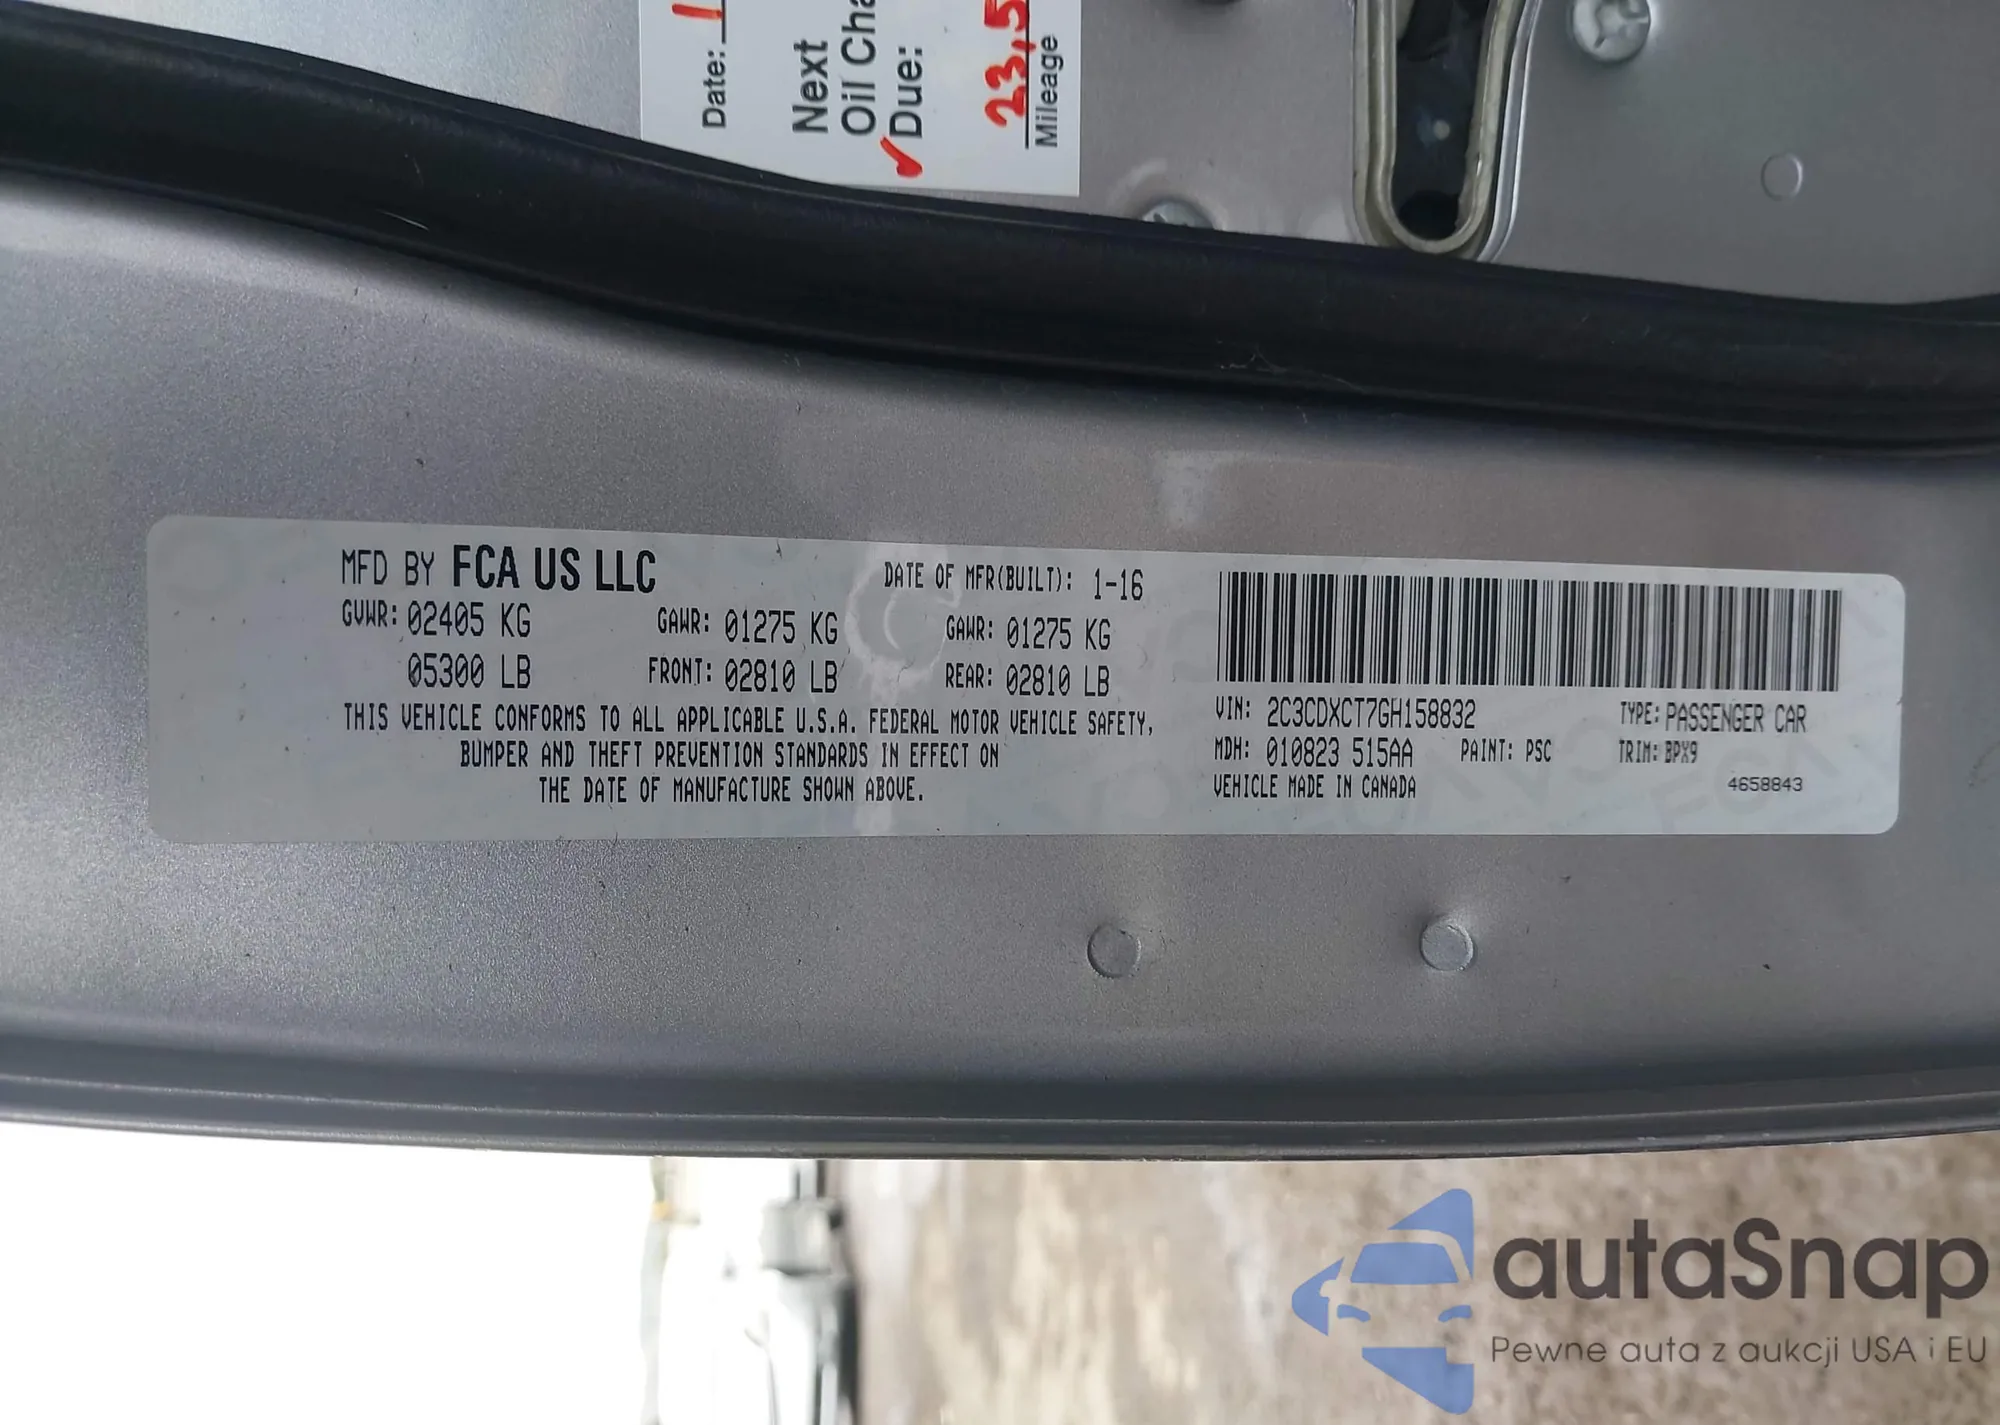 Date: 1
Next
Oil Cha
✓Due:
23,5
Mileage
MFD BY FCA US LLC
DATE OF MFR(BUILT): 1-16
GVWR: 02405 KG GAWR: 01275 KG GAWR: 01275 KG
05300 LB FRONT: 02810 LB REAR: 02810 LB
THIS VEHICLE CONFORMS TO ALL APPLICABLE U.S.A. FEDERAL MOTOR VEHICLE SAFETY,
BUMPER AND THEFT PREVENTION STANDARDS IN EFFECT ON
THE DATE OF MANUFACTURE SHOWN ABOVE.
VIN: 2C3CDXCT7GH158832 TYPE: PASSENGER CAR
MDH: 010823 515AA PAINT: PSC TRIM: BPX9
VEHICLE MADE IN CANADA 4658843
autaSnap
Pewne auta z aukcji USA i EU